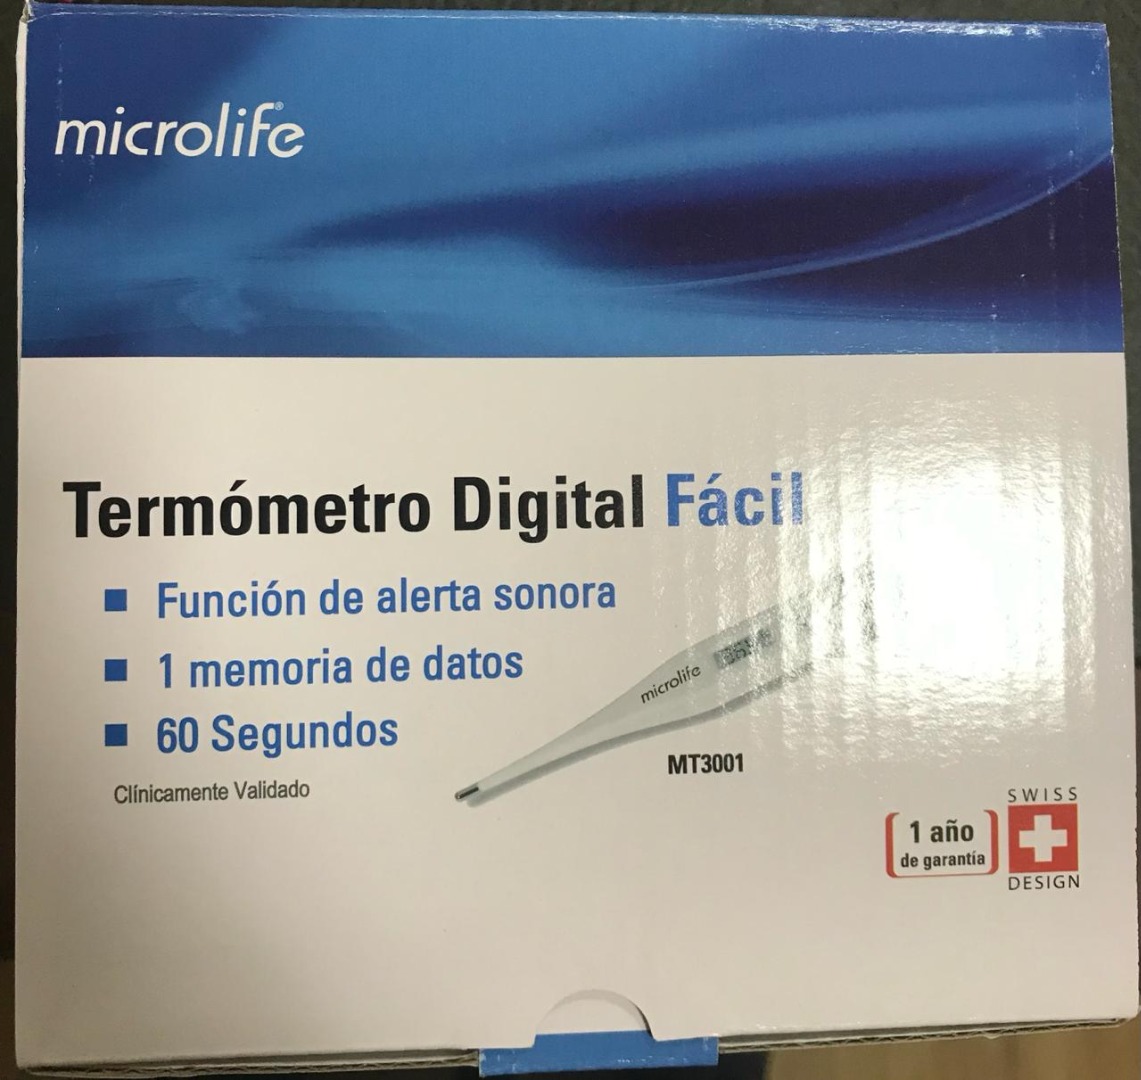 microlife®
Termómetro Digital Fácil
■ Función de alerta sonora
■ 1 memoria de datos
■ 60 Segundos
Clínicamente Validado
microlife
MT3001
1 año
de garantía
SWISS
DESIGN